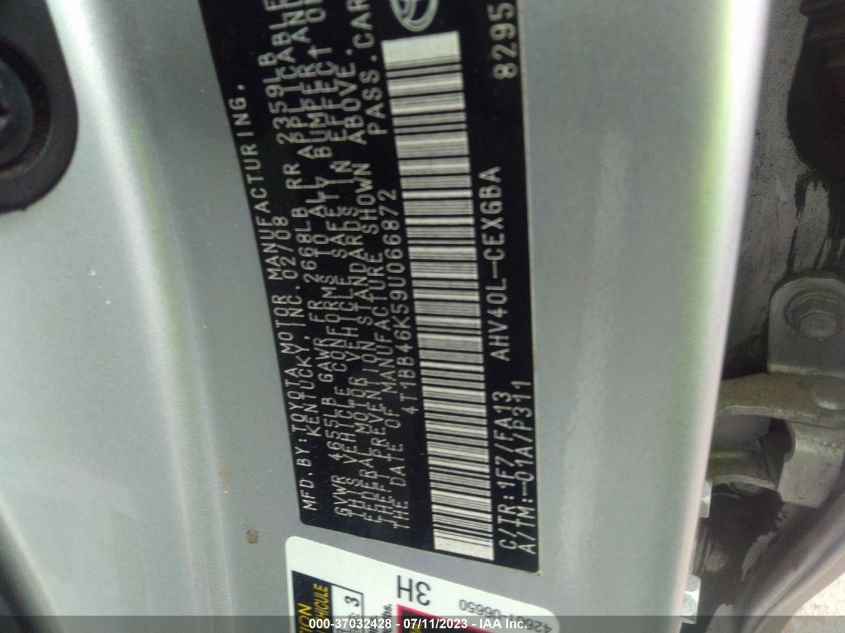 MFD. BY:TOYOTA MOTOR MANUFACTURING.
KENTUCKY, INC. 02/08
GVWR 4655LB GAWR FR 2668LB RR 2359LB
THIS VEHICLE CONFORMS TO ALL APPLICABLE
FEDERAL MOTOR VEHICLE SAFETY BUMPER AND
THEFT PREVENTION STANDARDS IN EFFECT ON
THE DATE OF MANUFACTURE SHOWN ABOVE.
4T1BB46K59U066872 PASS.CAR
C/TR:1F7/FA13 AHV40L-CEXGBA
A/TM:-01A/P311 8295
3H
3
000-37032428 - 07/11/2023 - IAA Inc.